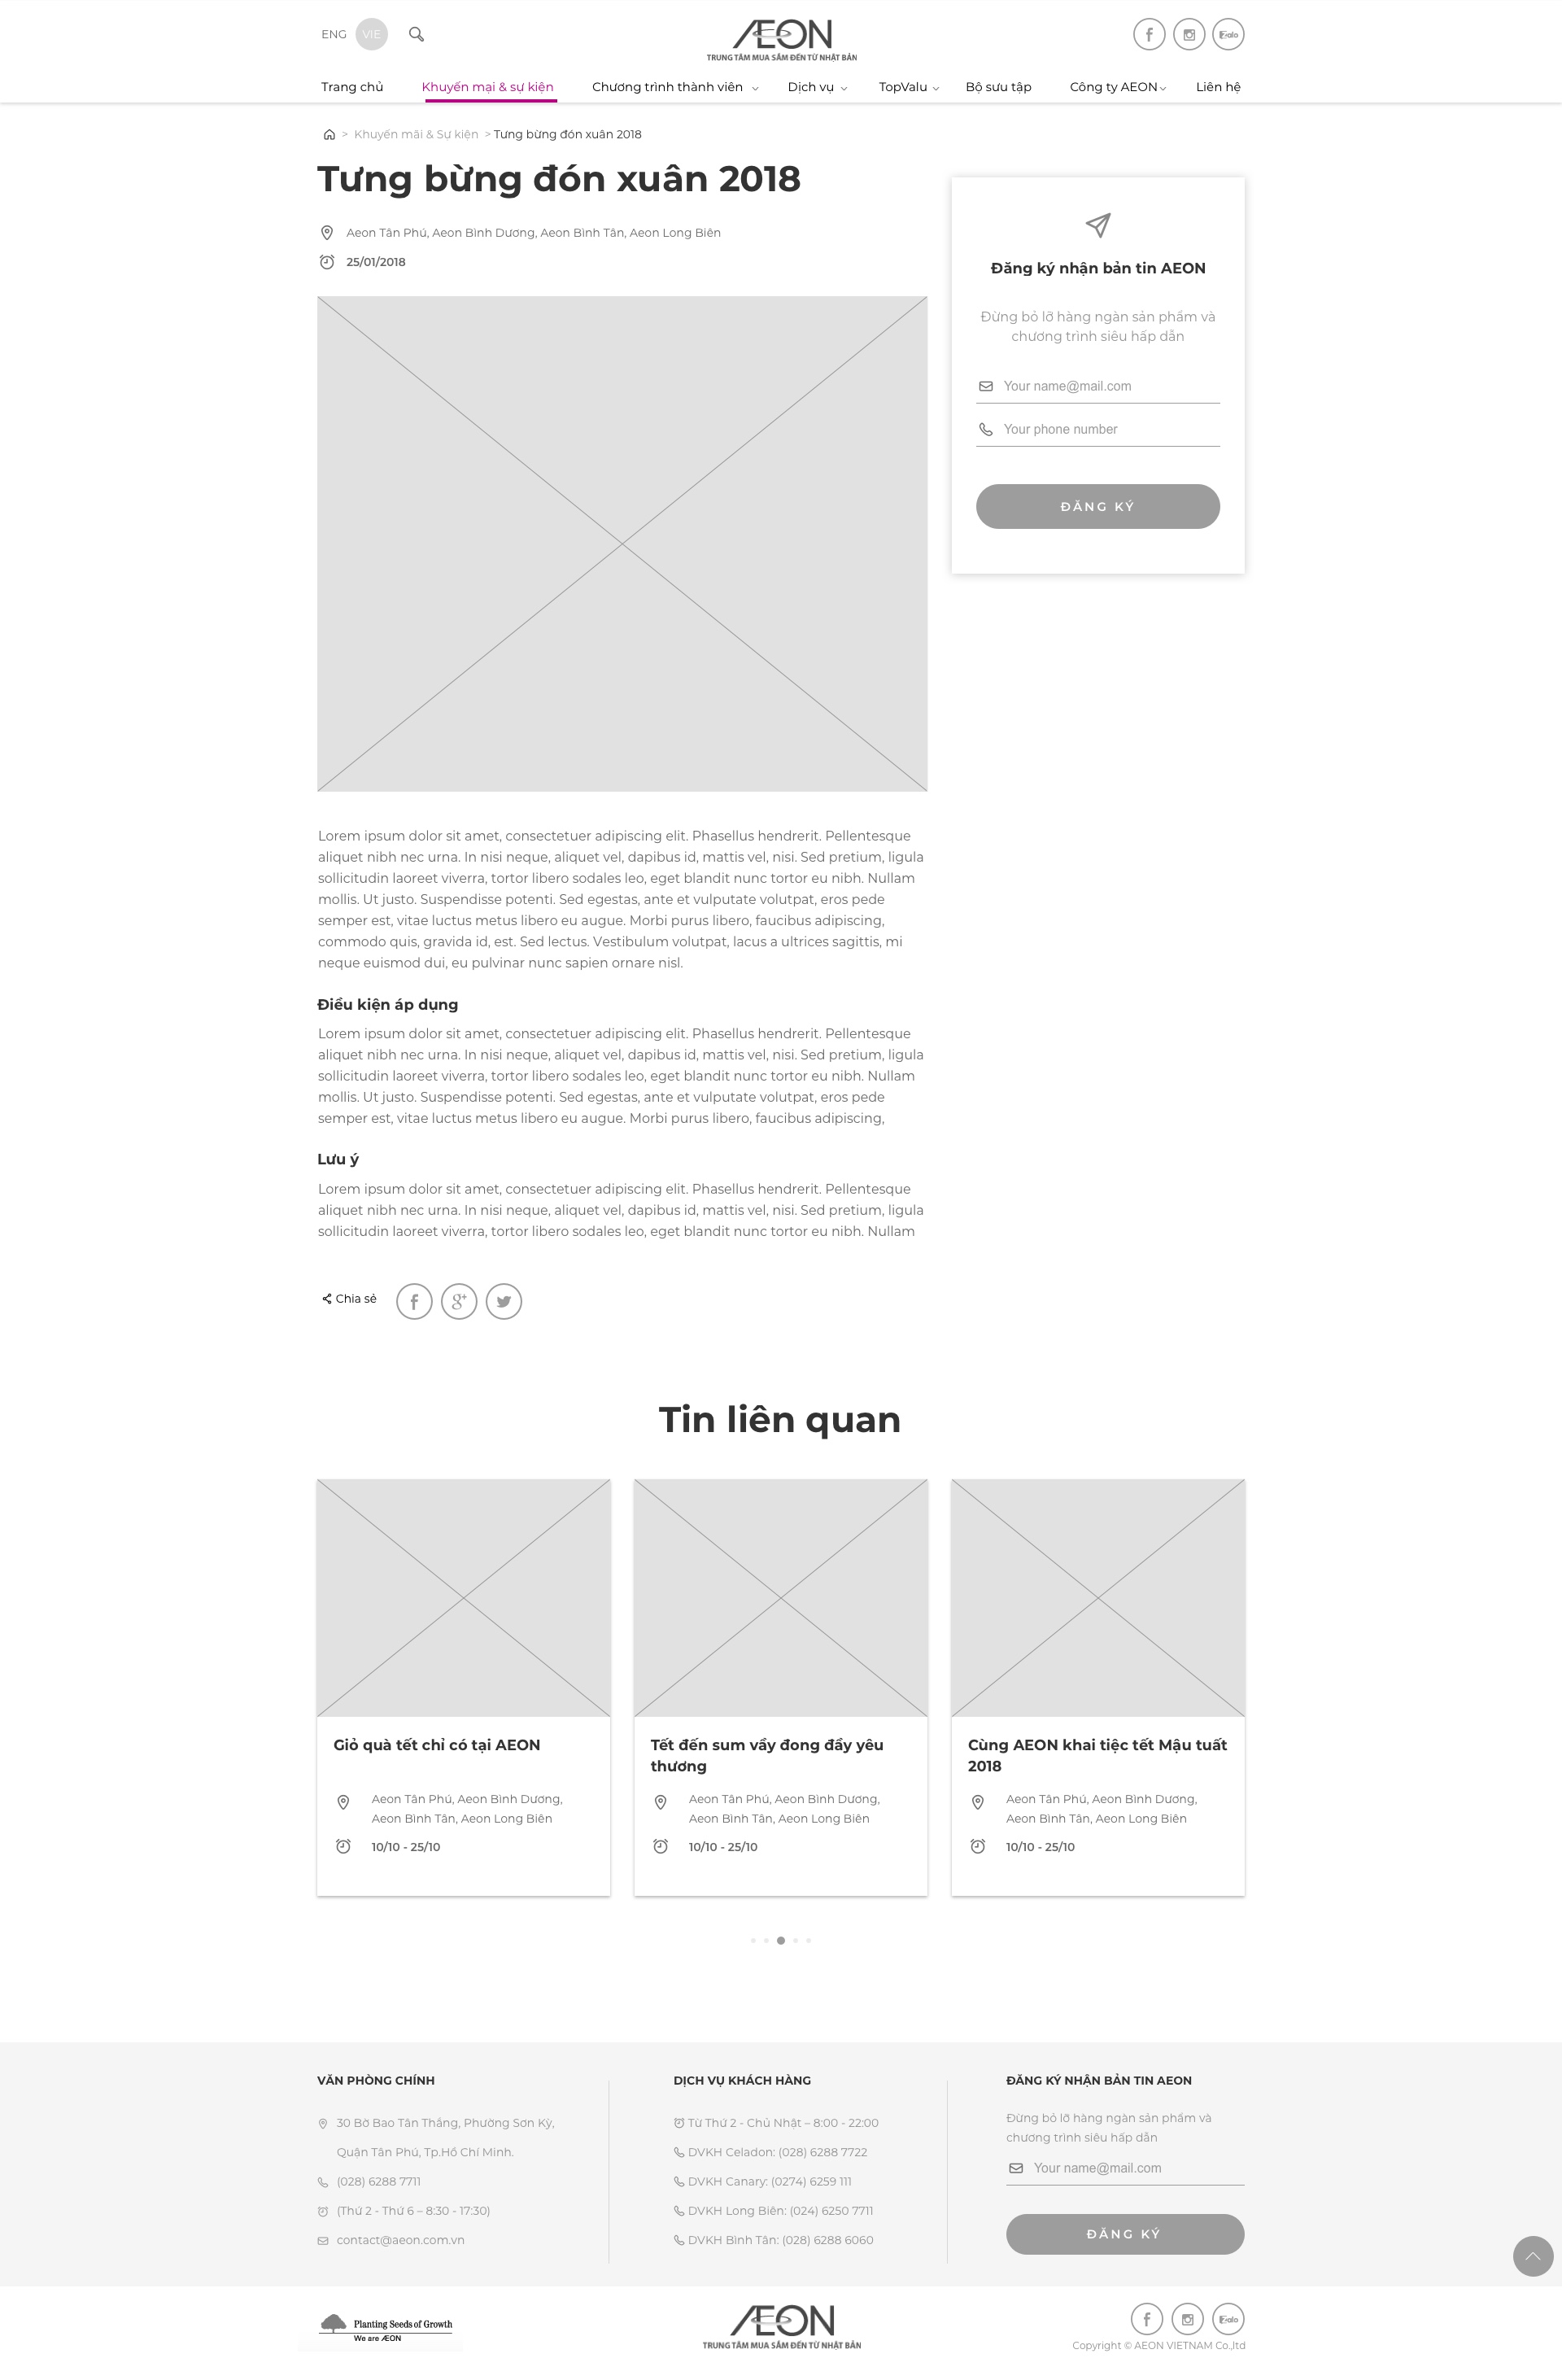 ENG VIE
ÆON
TRUNG TÂM MUA SẮM ĐẾN TỪ NHẬT BẢN
f Zalo
Trang chủ Khuyến mại & sự kiện Chương trình thành viên Dịch vụ TopValu Bộ sưu tập Công ty AEON Liên hệ
> Khuyến mãi & Sự kiện > Tưng bừng đón xuân 2018
Tưng bừng đón xuân 2018
Aeon Tân Phú, Aeon Bình Dương, Aeon Bình Tân, Aeon Long Biên
25/01/2018
Đăng ký nhận bản tin AEON
Đừng bỏ lỡ hàng ngàn sản phẩm và
chương trình siêu hấp dẫn
Your name@mail.com
Your phone number
ĐĂNG KÝ
Lorem ipsum dolor sit amet, consectetuer adipiscing elit. Phasellus hendrerit. Pellentesque
aliquet nibh nec urna. In nisi neque, aliquet vel, dapibus id, mattis vel, nisi. Sed pretium, ligula
sollicitudin laoreet viverra, tortor libero sodales leo, eget blandit nunc tortor eu nibh. Nullam
mollis. Ut justo. Suspendisse potenti. Sed egestas, ante et vulputate volutpat, eros pede
semper est, vitae luctus metus libero eu augue. Morbi purus libero, faucibus adipiscing,
commodo quis, gravida id, est. Sed lectus. Vestibulum volutpat, lacus a ultrices sagittis, mi
neque euismod dui, eu pulvinar nunc sapien ornare nisl.
Điều kiện áp dụng
Lorem ipsum dolor sit amet, consectetuer adipiscing elit. Phasellus hendrerit. Pellentesque
aliquet nibh nec urna. In nisi neque, aliquet vel, dapibus id, mattis vel, nisi. Sed pretium, ligula
sollicitudin laoreet viverra, tortor libero sodales leo, eget blandit nunc tortor eu nibh. Nullam
mollis. Ut justo. Suspendisse potenti. Sed egestas, ante et vulputate volutpat, eros pede
semper est, vitae luctus metus libero eu augue. Morbi purus libero, faucibus adipiscing,
Lưu ý
Lorem ipsum dolor sit amet, consectetuer adipiscing elit. Phasellus hendrerit. Pellentesque
aliquet nibh nec urna. In nisi neque, aliquet vel, dapibus id, mattis vel, nisi. Sed pretium, ligula
sollicitudin laoreet viverra, tortor libero sodales leo, eget blandit nunc tortor eu nibh. Nullam
Chia sẻ f g+
Tin liên quan
Giỏ quà tết chỉ có tại AEON
Aeon Tân Phú, Aeon Bình Dương,
Aeon Bình Tân, Aeon Long Biên
10/10 - 25/10
Tết đến sum vầy đong đầy yêu
thương
Aeon Tân Phú, Aeon Bình Dương,
Aeon Bình Tân, Aeon Long Biên
10/10 - 25/10
Cùng AEON khai tiệc tết Mậu tuất
2018
Aeon Tân Phú, Aeon Bình Dương,
Aeon Bình Tân, Aeon Long Biên
10/10 - 25/10
VĂN PHÒNG CHÍNH
30 Bờ Bao Tân Thắng, Phường Sơn Kỳ,
Quận Tân Phú, Tp.Hồ Chí Minh.
(028) 6288 7711
(Thứ 2 - Thứ 6 – 8:30 - 17:30)
contact@aeon.com.vn
DỊCH VỤ KHÁCH HÀNG
Từ Thứ 2 - Chủ Nhật – 8:00 - 22:00
DVKH Celadon: (028) 6288 7722
DVKH Canary: (0274) 6259 111
DVKH Long Biên: (024) 6250 7711
DVKH Bình Tân: (028) 6288 6060
ĐĂNG KÝ NHẬN BẢN TIN AEON
Đừng bỏ lỡ hàng ngàn sản phẩm và
chương trình siêu hấp dẫn
Your name@mail.com
ĐĂNG KÝ
Planting Seeds of Growth
We are ÆON
ÆON
TRUNG TÂM MUA SẮM ĐẾN TỪ NHẬT BẢN
f Zalo
Copyright © AEON VIETNAM Co.,ltd